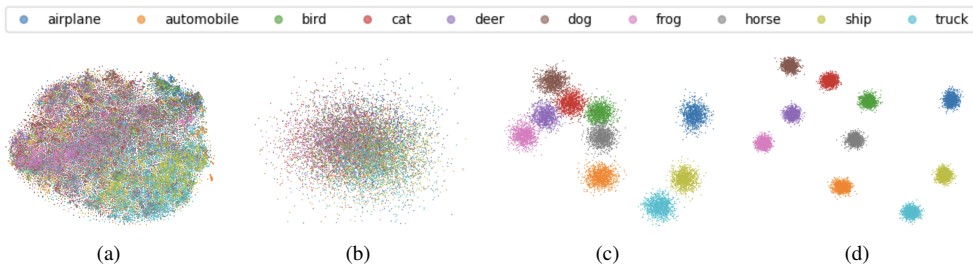 airplane automobile bird cat deer dog frog horse ship truck
(a) (b) (c) (d)